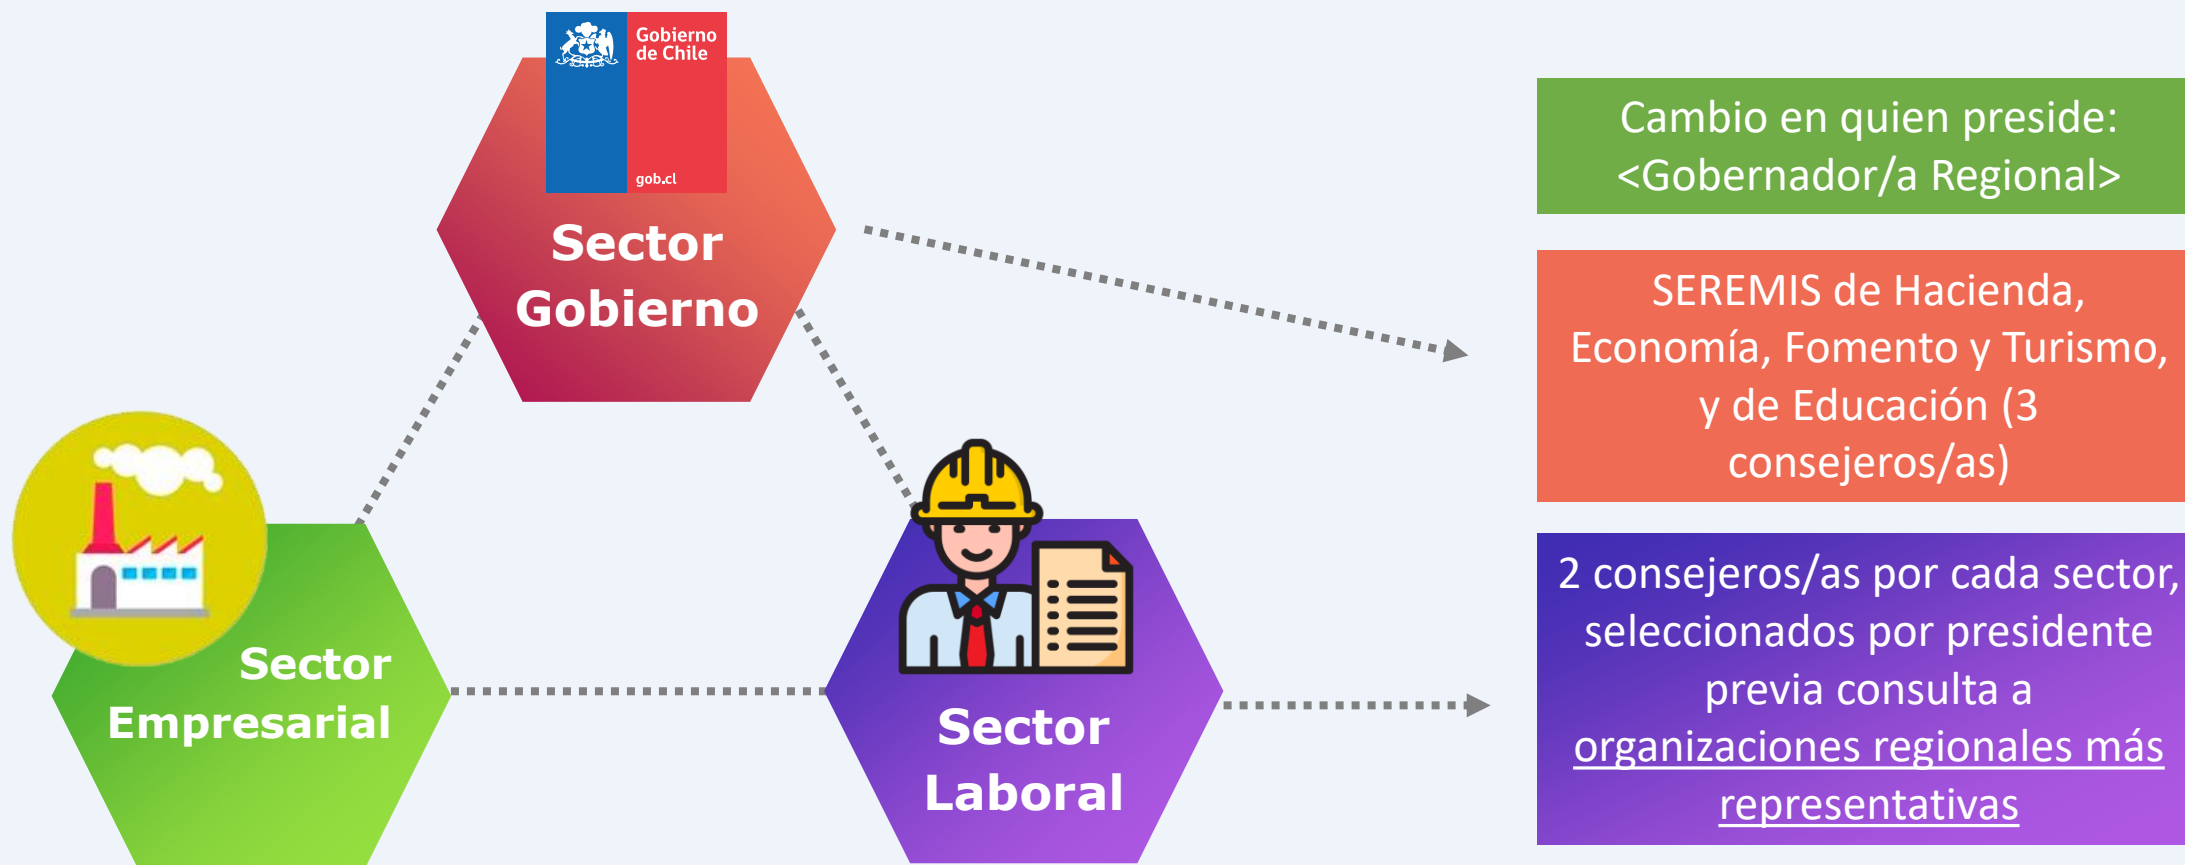 Gobierno
de Chile
gob.cl
Sector
Gobierno
Sector
Empresarial
Sector
Laboral
Cambio en quien preside:
<Gobernador/a Regional>
SEREMIS de Hacienda,
Economía, Fomento y Turismo,
y de Educación (3
consejeros/as)
2 consejeros/as por cada sector,
seleccionados por presidente
previa consulta a
organizaciones regionales más
representativas